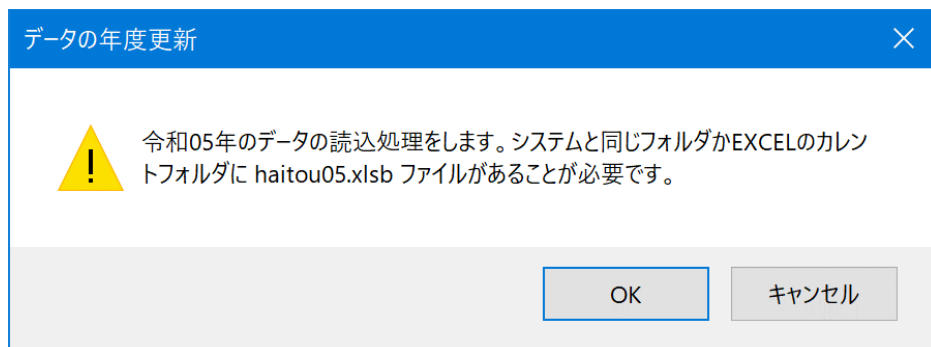 データの年度更新
令和05年のデータの読込処理をします。システムと同じフォルダかEXCELのカレン
トフォルダに haitou05.xlsb ファイルがあることが必要です。
OK
キャンセル